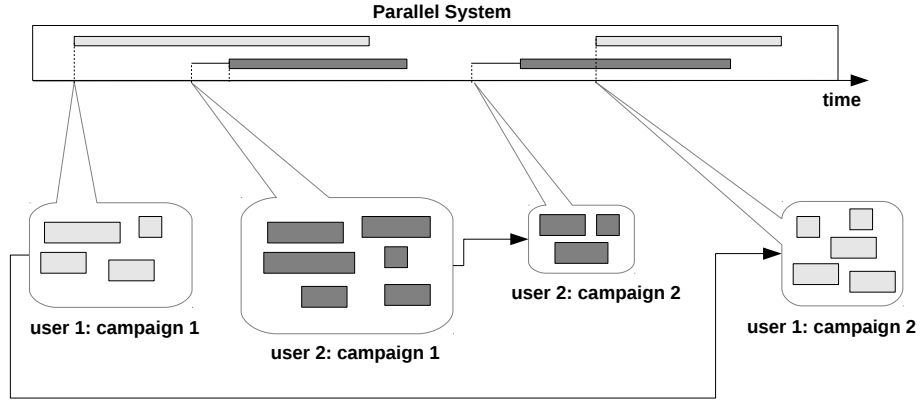 Parallel System
time
user 1: campaign 1
user 2: campaign 1
user 2: campaign 2
user 1: campaign 2